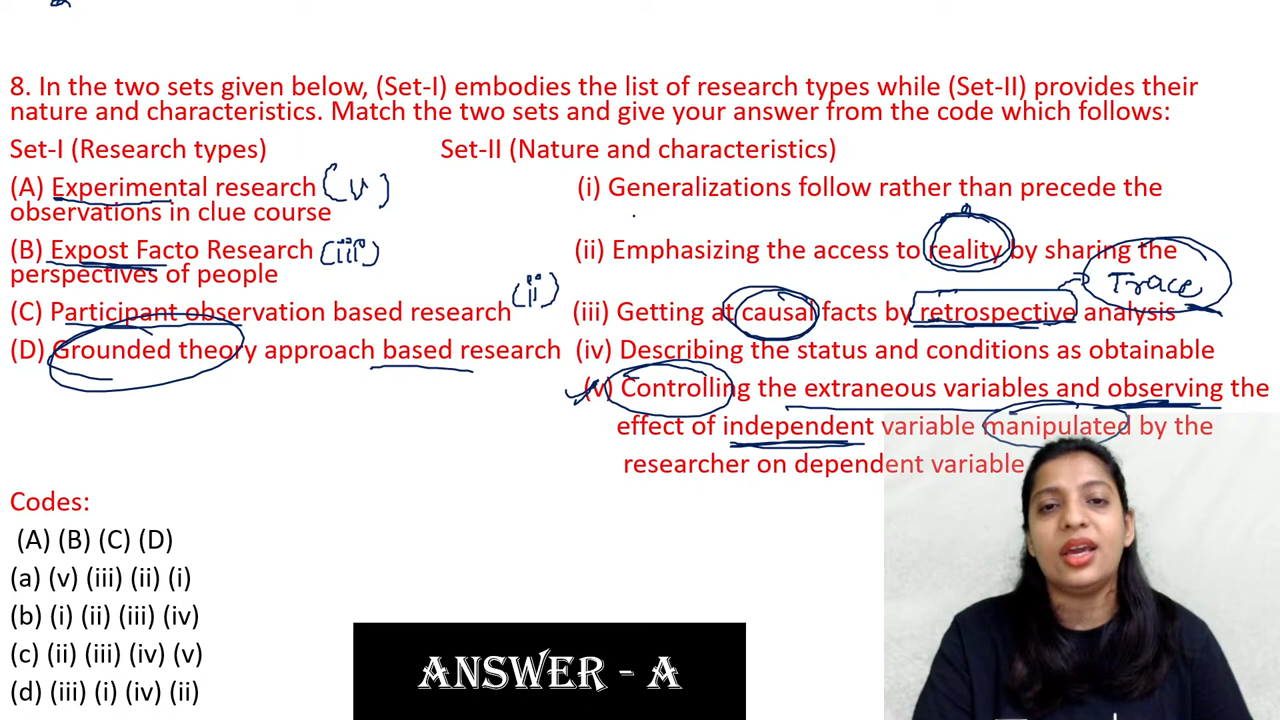 8. In the two sets given below, (Set-I) embodies the list of research types while (Set-II) provides their
nature and characteristics. Match the two sets and give your answer from the code which follows:
Set-I (Research types) Set-II (Nature and characteristics)
(A) Experimental research (v) (i) Generalizations follow rather than precede the
observations in clue course
(B) Expost Facto Research (iii) (ii) Emphasizing the access to reality by sharing the
perspectives of people
Trace
(C) Participant observation based research (ii) (iii) Getting at causal facts by retrospective analysis
(D) Grounded theory approach based research (iv) Describing the status and conditions as obtainable
(v) Controlling the extraneous variables and observing the
effect of independent variable manipulated by the
researcher on dependent variable
Codes:
(A) (B) (C) (D)
(a) (v) (iii) (ii) (i)
(b) (i) (ii) (iii) (iv)
(c) (ii) (iii) (iv) (v)
(d) (iii) (i) (iv) (ii)
ANSWER - A